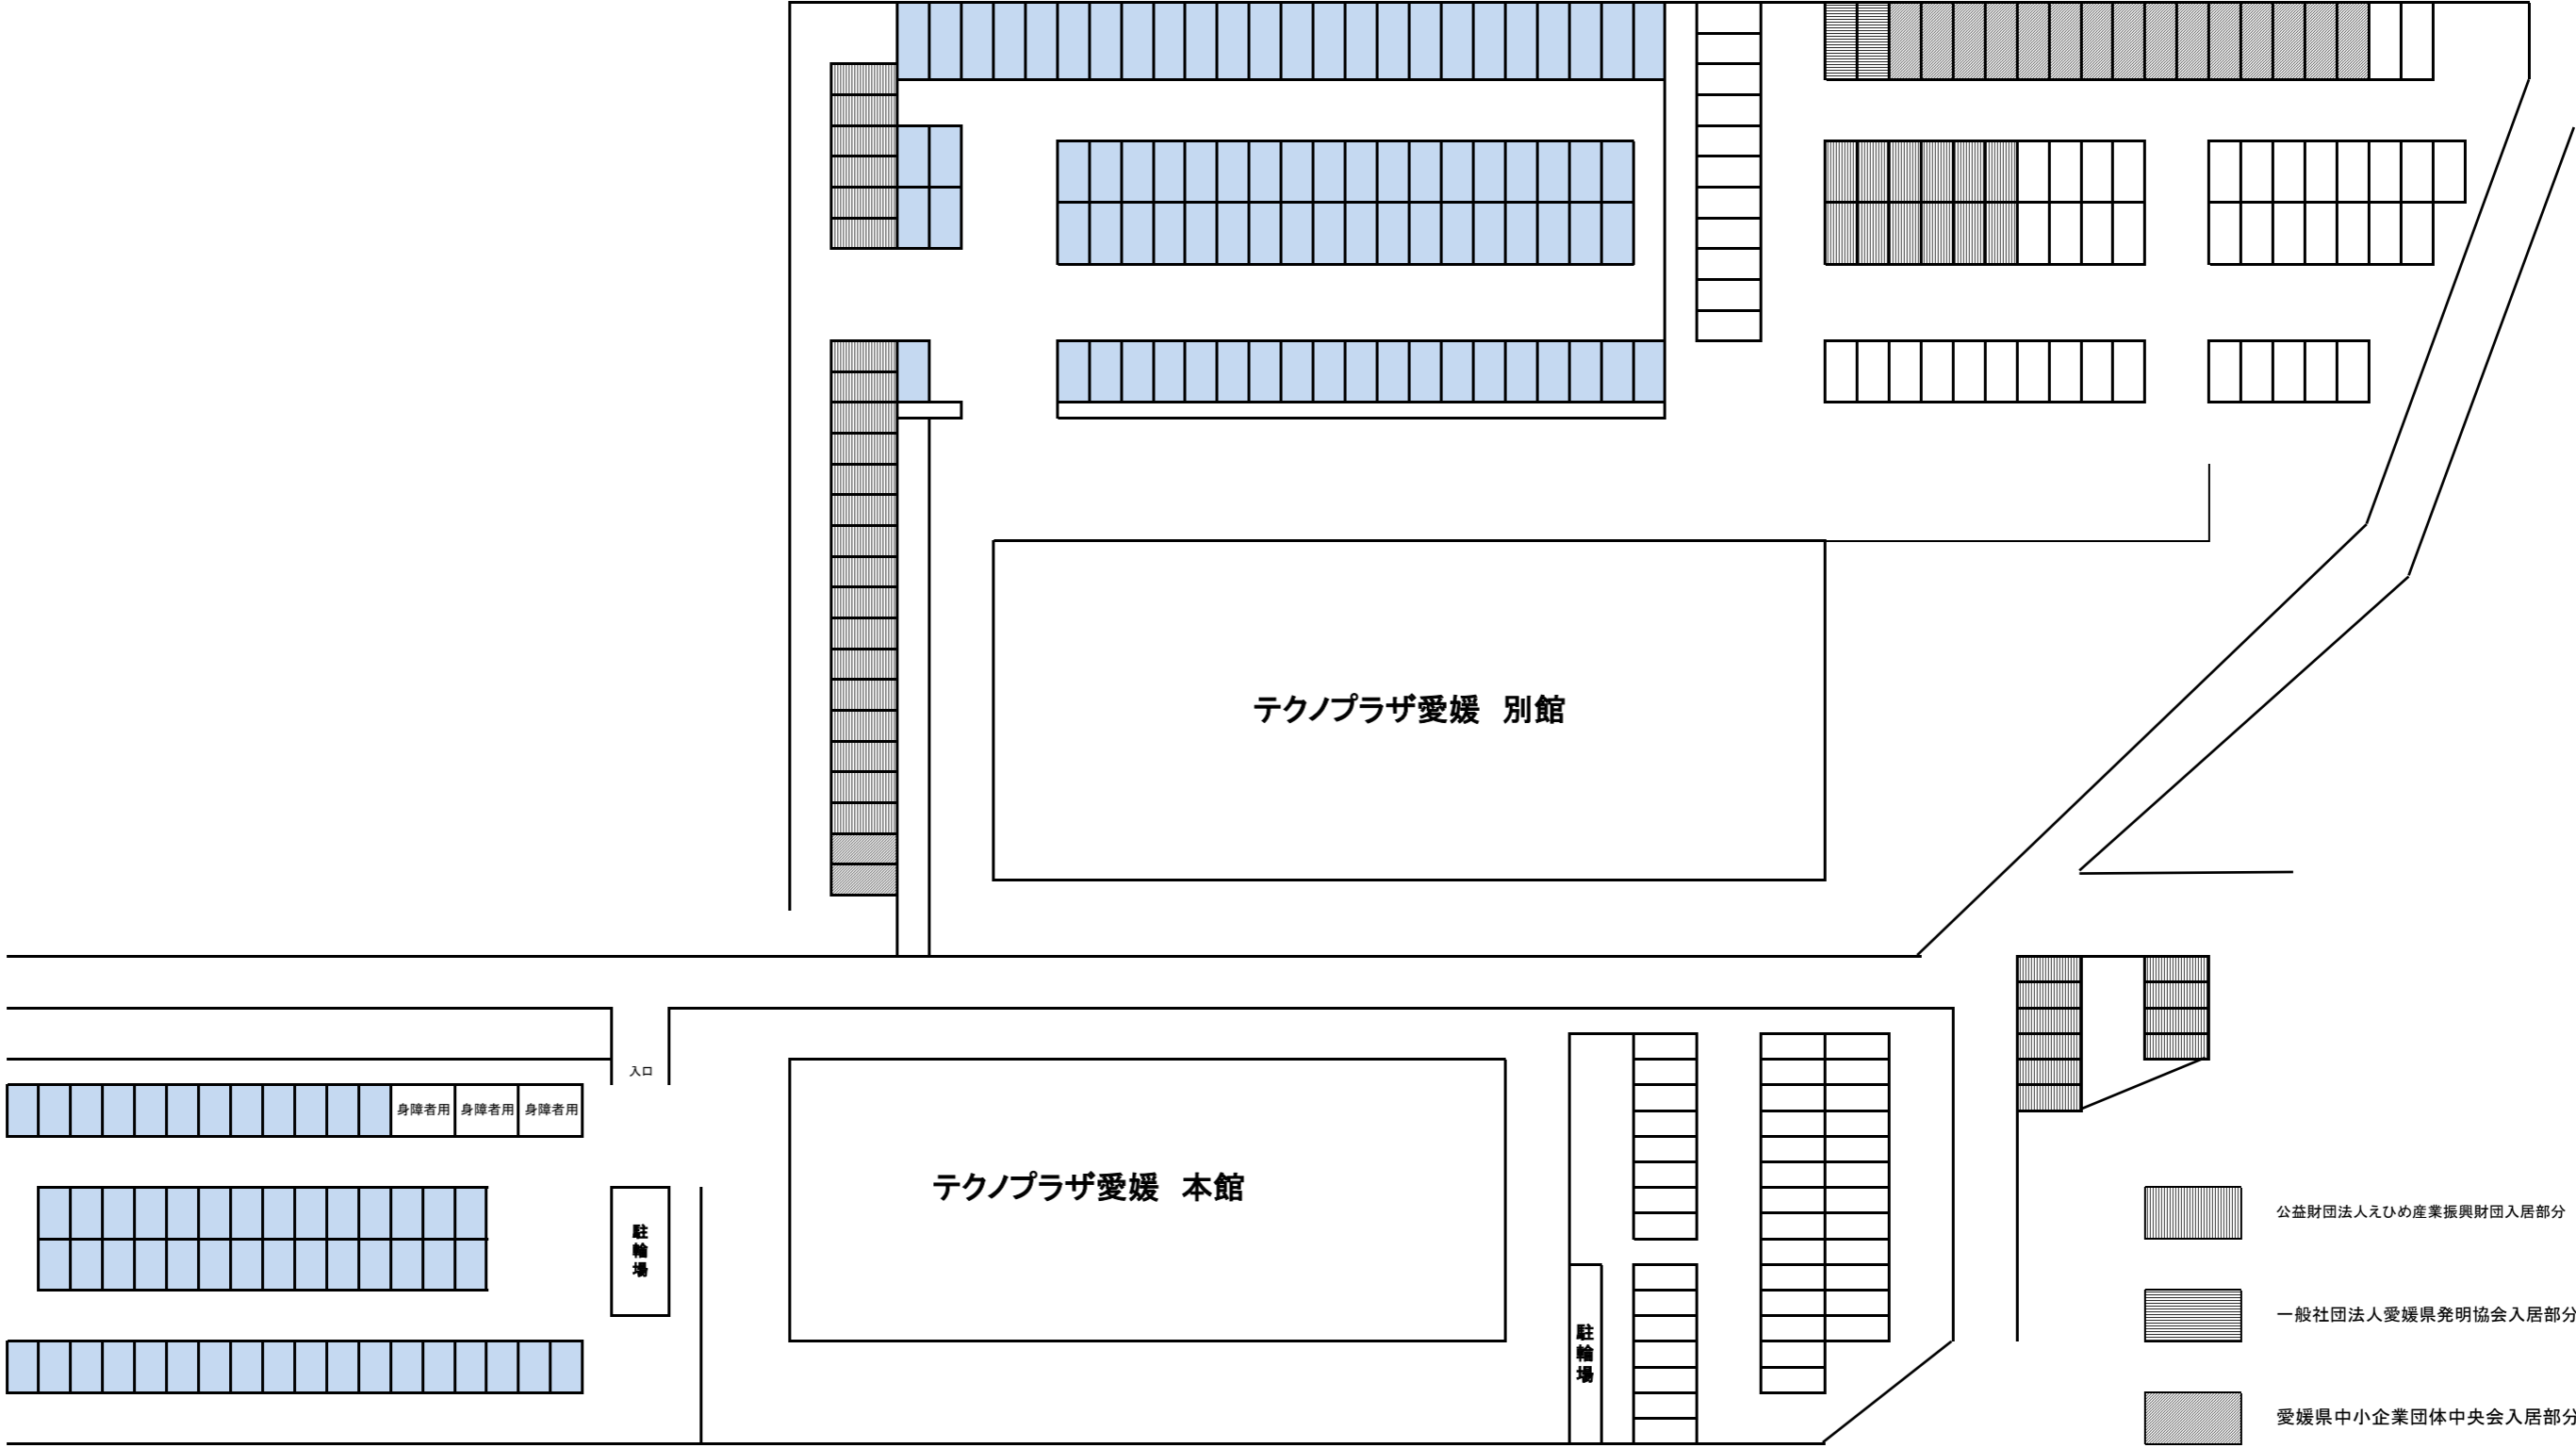 テクノプラザ愛媛　別館
入口
身障者用 身障者用 身障者用
テクノプラザ愛媛　本館
駐輪場
駐輪場
公益財団法人えひめ産業振興財団入居部分
一般社団法人愛媛県発明協会入居部分
愛媛県中小企業団体中央会入居部分